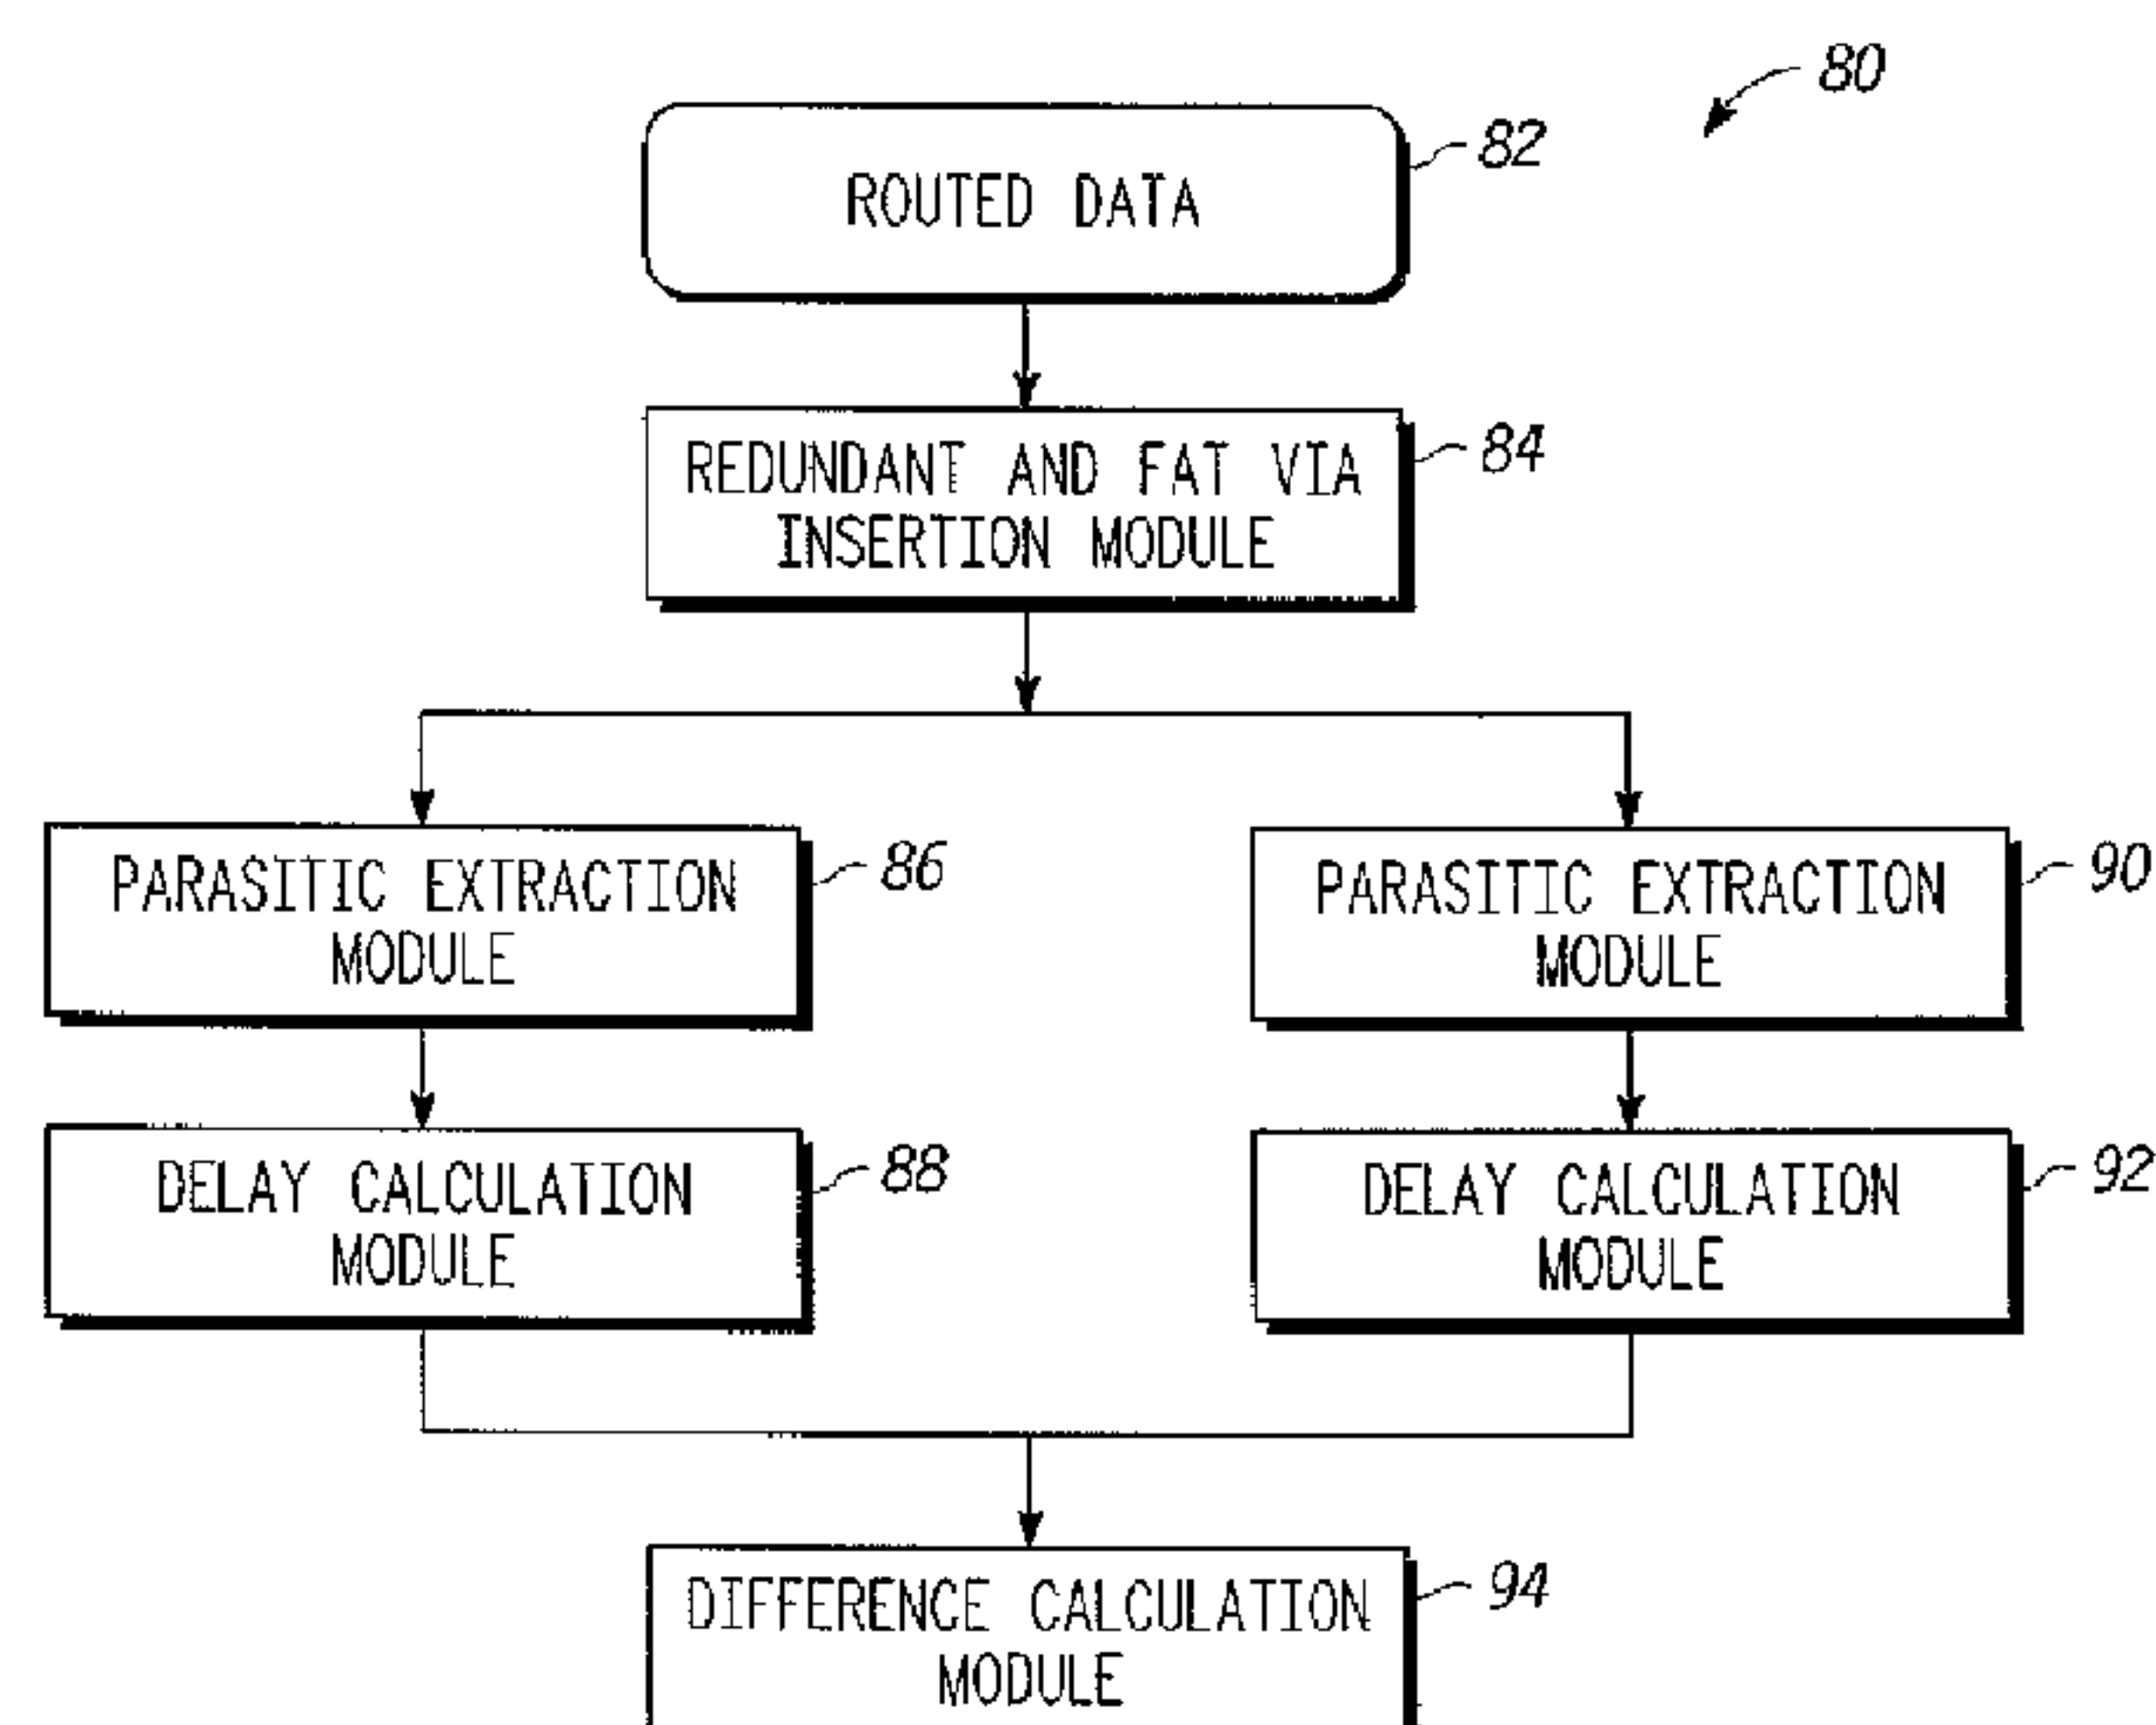 80
ROUTED DATA
82
REDUNDANT AND FAT VIA
INSERTION MODULE
84
PARASITIC EXTRACTION
MODULE
86
PARASITIC EXTRACTION
MODULE
90
DELAY CALCULATION
MODULE
88
DELAY CALCULATION
MODULE
92
DIFFERENCE CALCULATION
MODULE
94